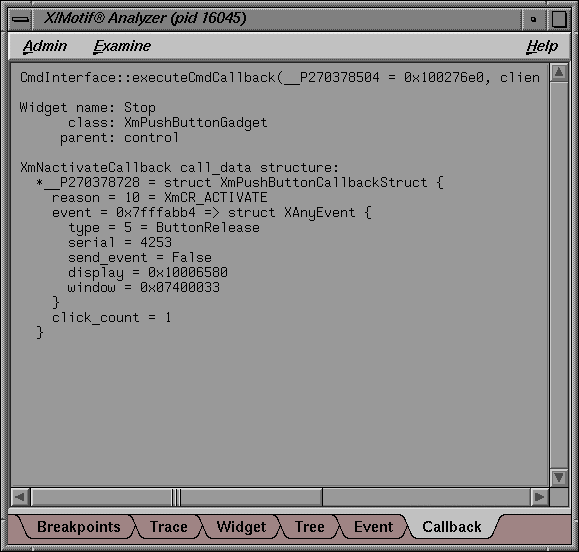 X/Motif® Analyzer (pid 16045)
Admin Examine Help
CmdInterface::executeCmdCallback(__P270378504 = 0x100276e0, clien
Widget name: Stop
class: XmPushButtonGadget
parent: control
XmNactivateCallback call_data structure:
*__P270378728 = struct XmPushButtonCallbackStruct {
reason = 10 = XmCR_ACTIVATE
event = 0x7fffabb4 => struct XAnyEvent {
type = 5 = ButtonRelease
serial = 4253
send_event = False
display = 0x10006580
window = 0x07400033
}
click_count = 1
}
Breakpoints Trace Widget Tree Event Callback